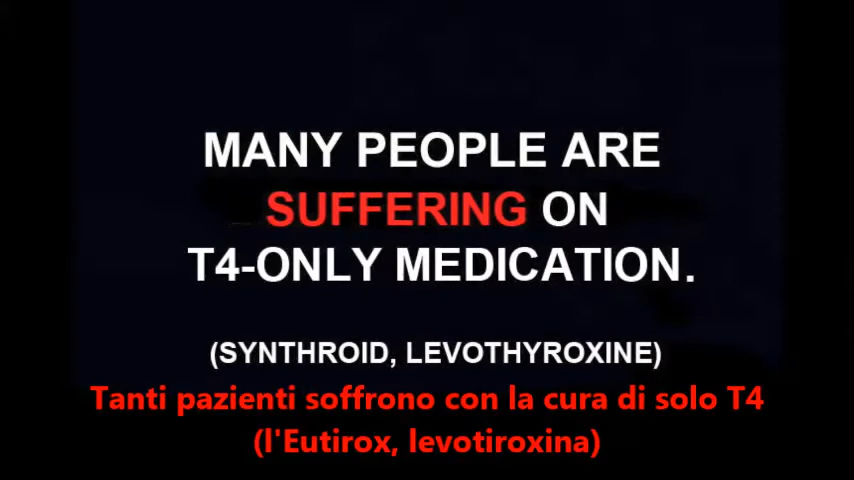 MANY PEOPLE ARE
SUFFERING ON
T4-ONLY MEDICATION.
(SYNTHROID, LEVOTHYROXINE)
Tanti pazienti soffrono con la cura di solo T4
(l'Eutirox, levotiroxina)